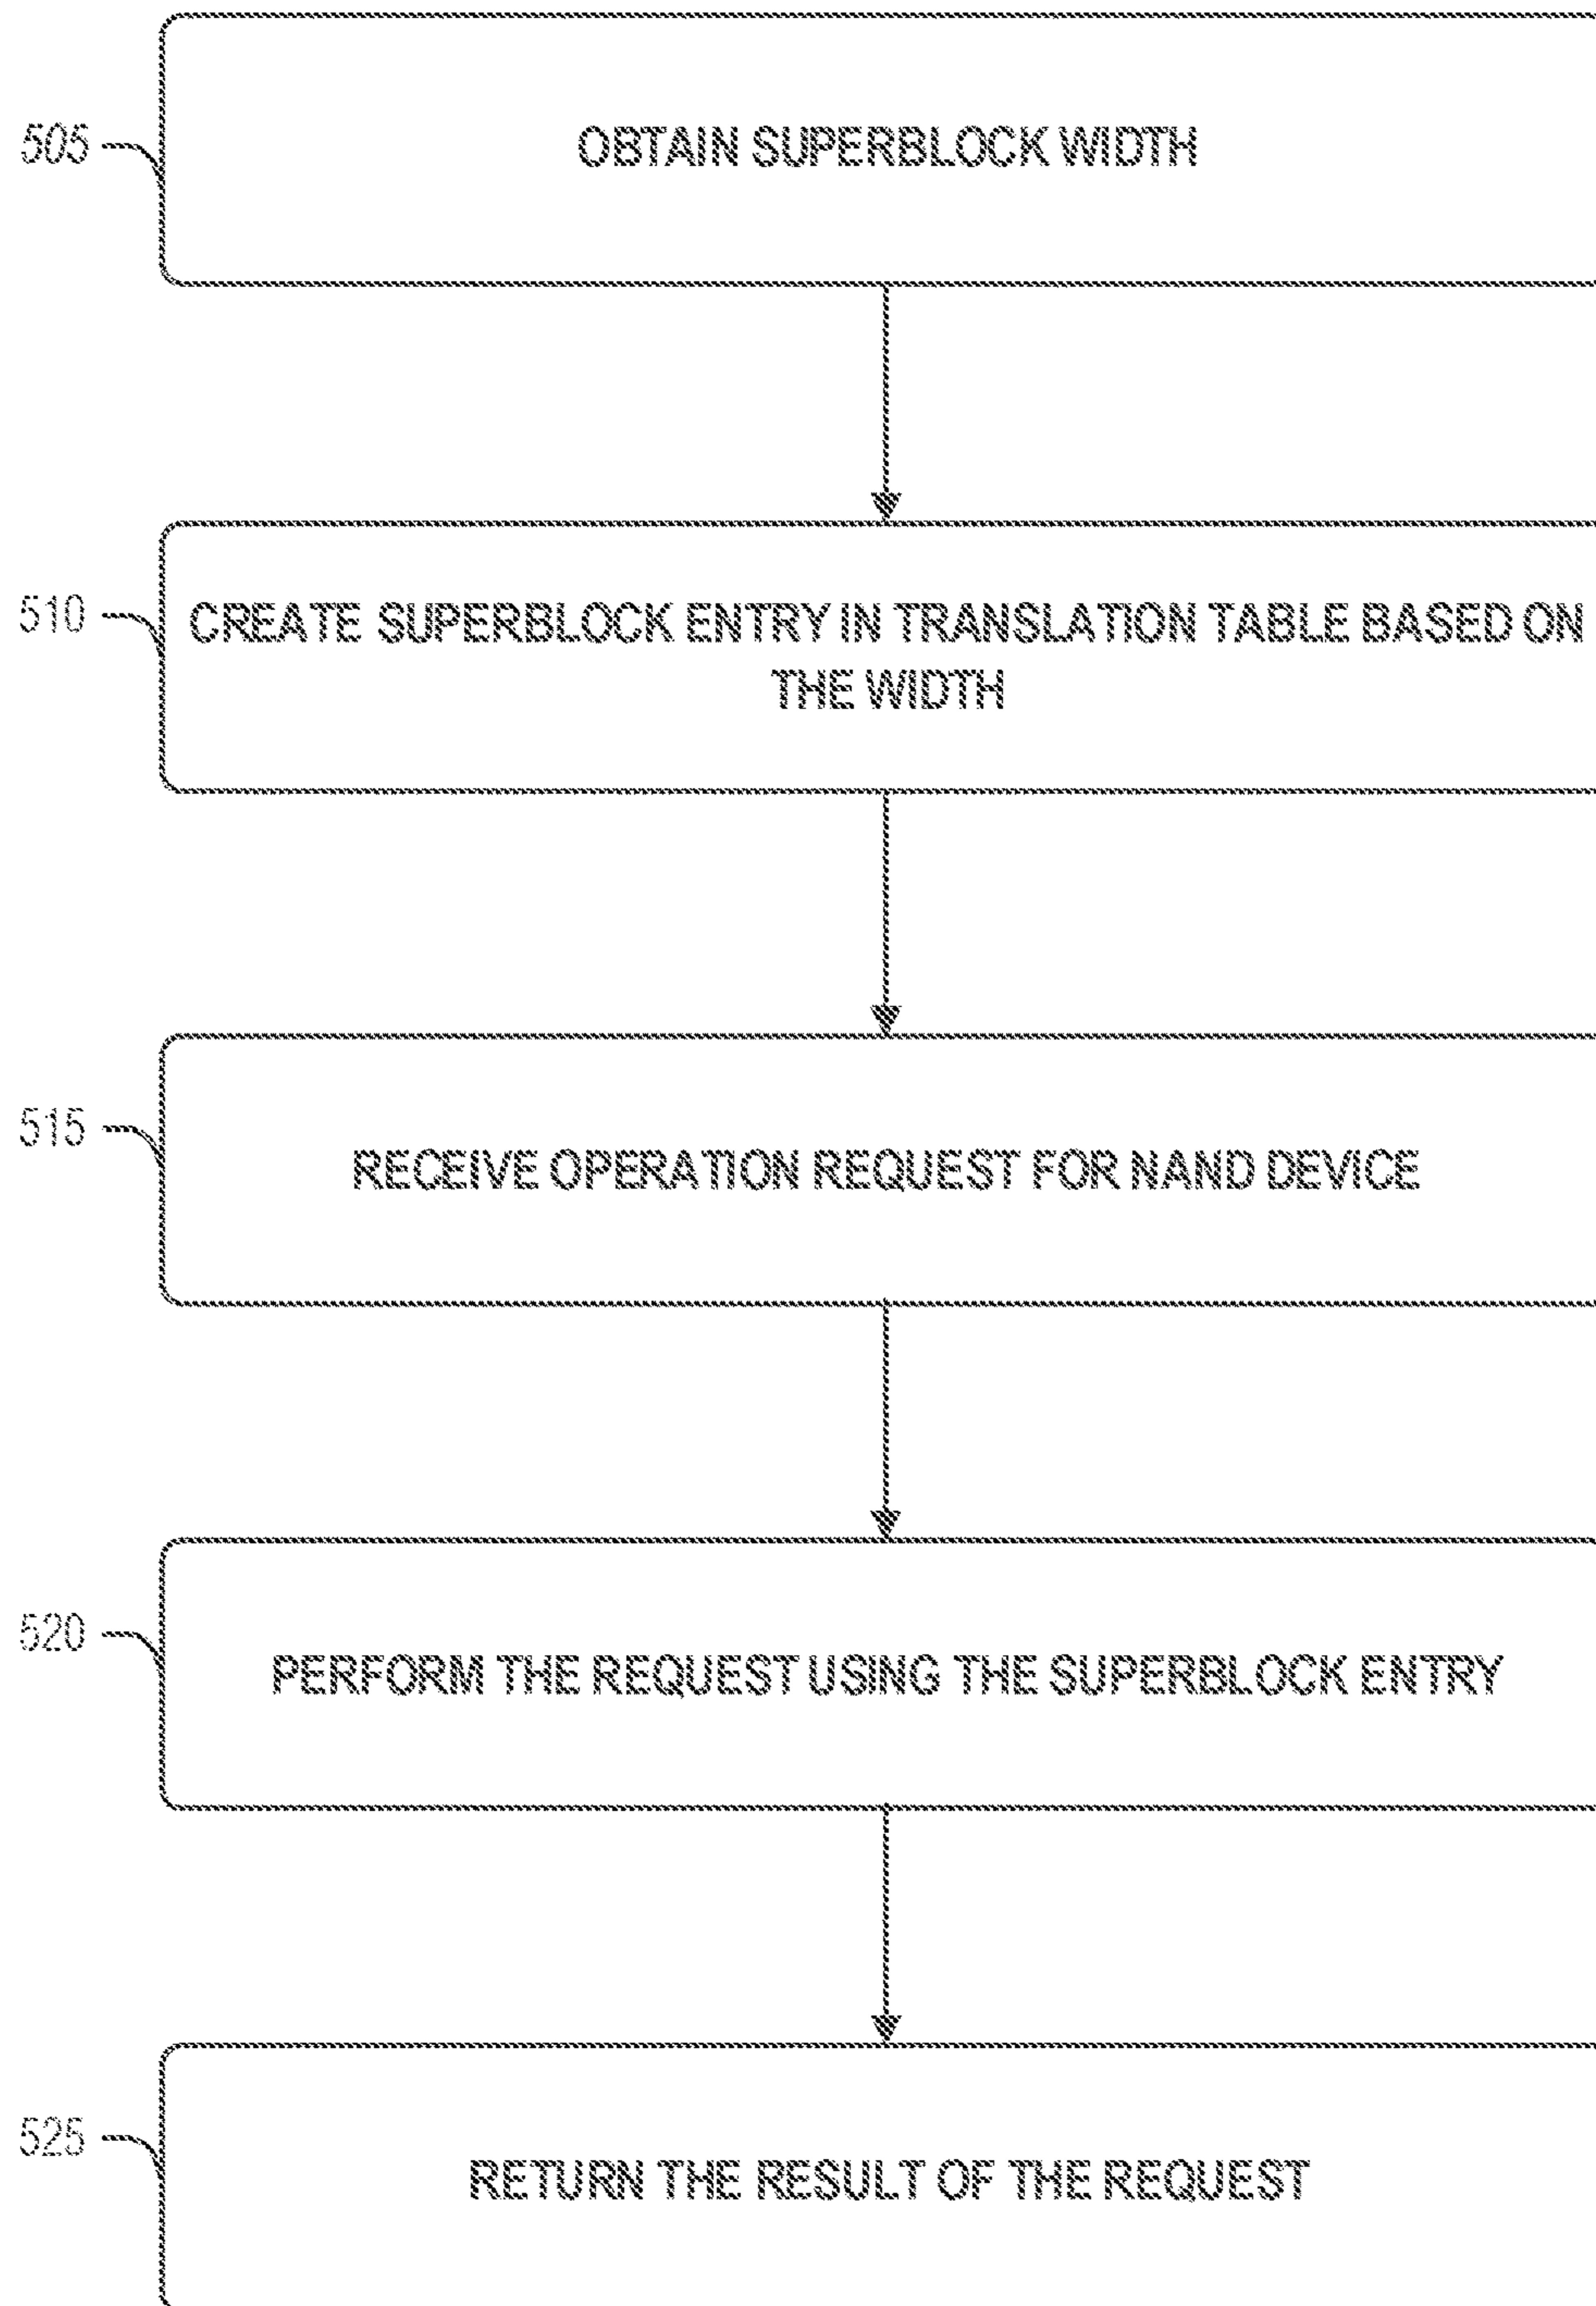 505
OBTAIN SUPERBLOCK WIDTH
510
CREATE SUPERBLOCK ENTRY IN TRANSLATION TABLE BASED ON
THE WIDTH
515
RECEIVE OPERATION REQUEST FOR NAND DEVICE
520
PERFORM THE REQUEST USING THE SUPERBLOCK ENTRY
525
RETURN THE RESULT OF THE REQUEST